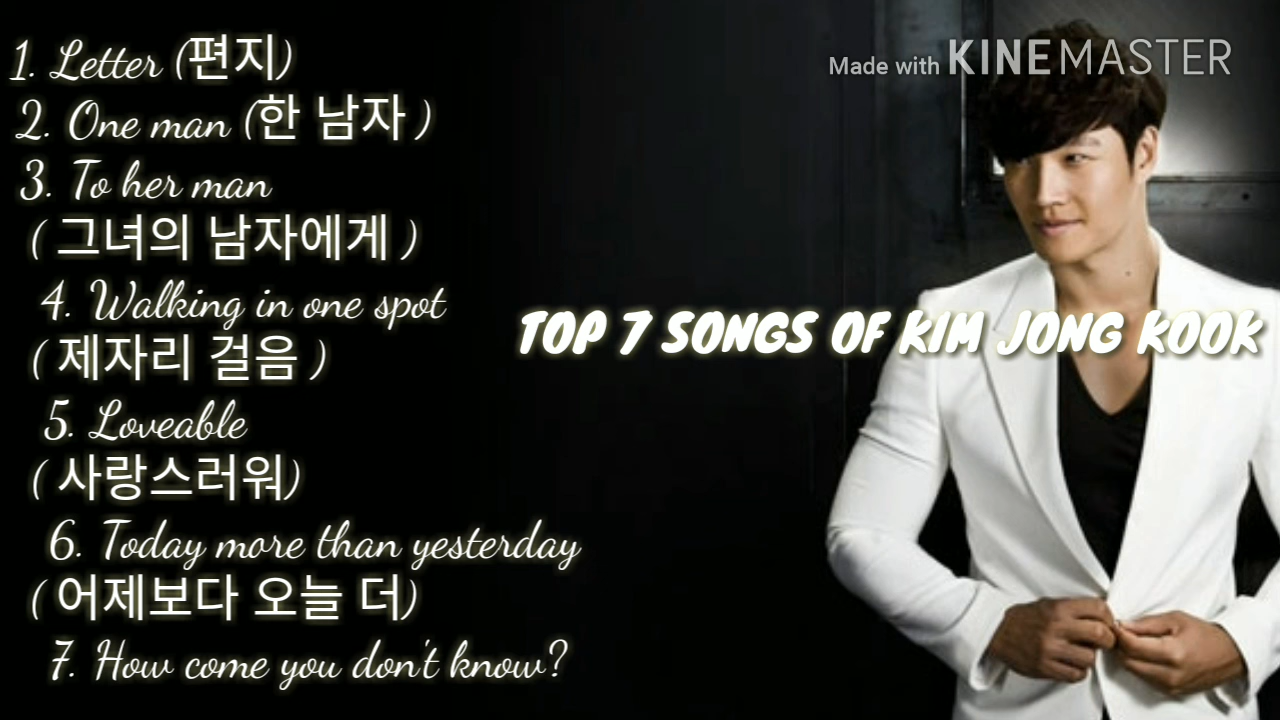 1. Letter (편지)
2. One man (한 남자 )
3. To her man
( 그녀의 남자에게 )
4. Walking in one spot
( 제자리 걸음 )
5. Loveable
( 사랑스러워)
6. Today more than yesterday
( 어제보다 오늘 더)
7. How come you don't know?
Made with KINEMASTER
TOP 7 SONGS OF KIM JONG KOOK